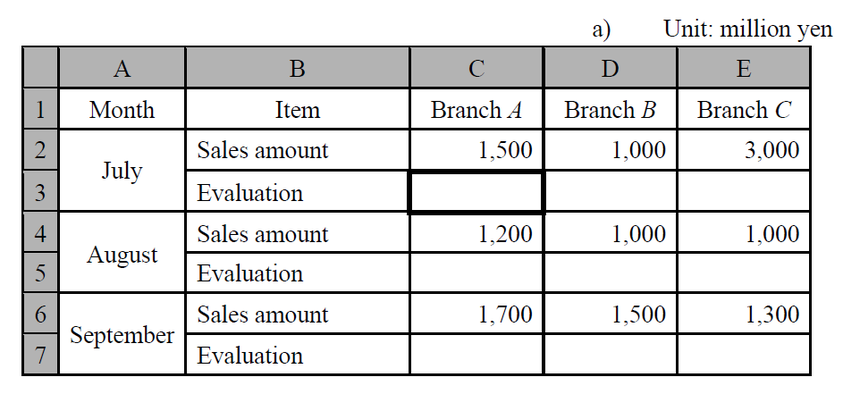 a) Unit: million yen
A B C D E
1 Month Item Branch A Branch B Branch C
2 July Sales amount 1,500 1,000 3,000
3 Evaluation
4 August Sales amount 1,200 1,000 1,000
5 Evaluation
6 September Sales amount 1,700 1,500 1,300
7 Evaluation